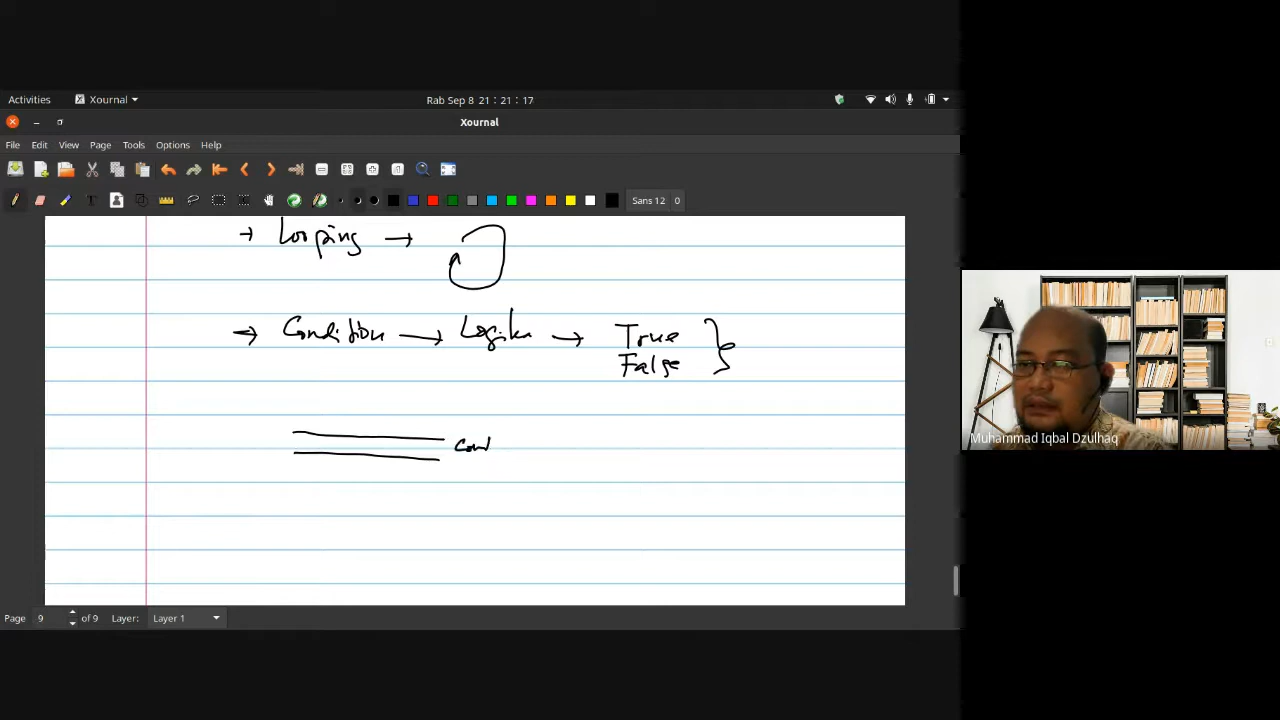 Activities Xournal Rab Sep 8 21:21:17
Xournal
File Edit View Page Tools Options Help
Sans 12 0
→ Looping →
→ Condition → Logika → True
False
Muhammad Iqbal Dzulhaq
Page 9 of 9 Layer: Layer 1